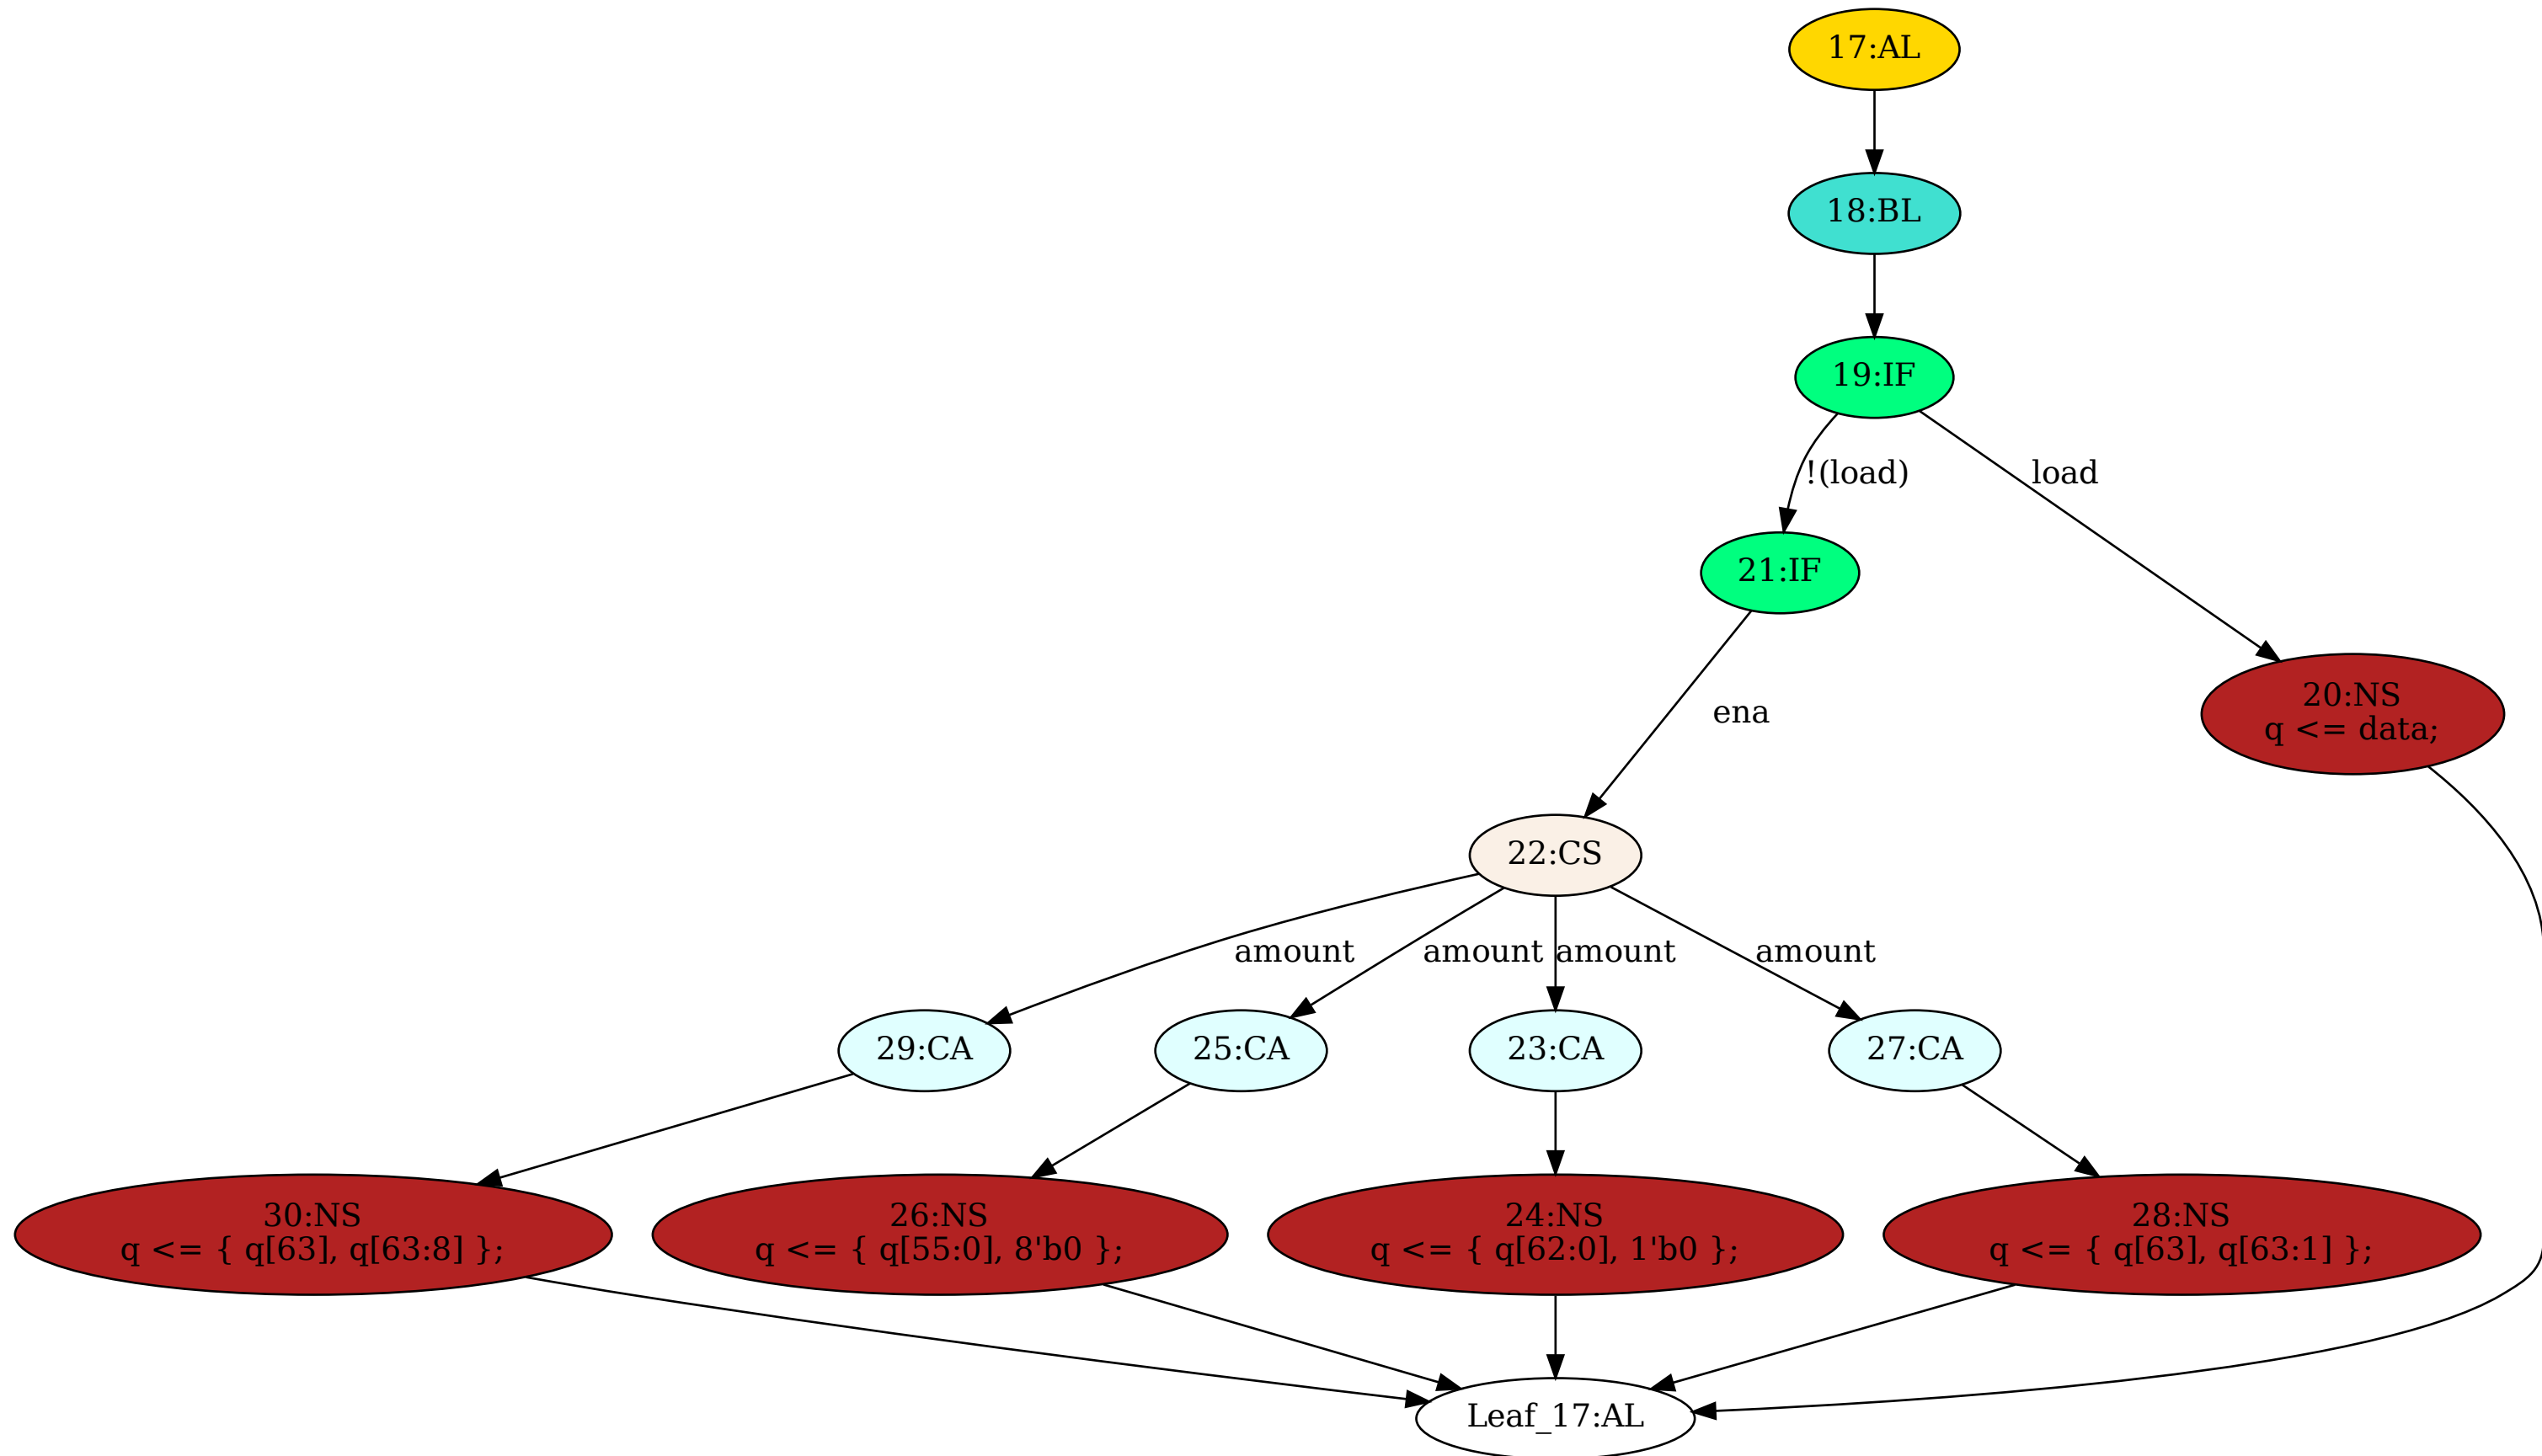 17:AL
18:BL
19:IF
!(load)
load
21:IF
20:NS
q <= data;
ena
22:CS
amount
amount
amount
amount
29:CA
25:CA
23:CA
27:CA
30:NS
q <= { q[63], q[63:8] };
26:NS
q <= { q[55:0], 8'b0 };
24:NS
q <= { q[62:0], 1'b0 };
28:NS
q <= { q[63], q[63:1] };
Leaf_17:AL